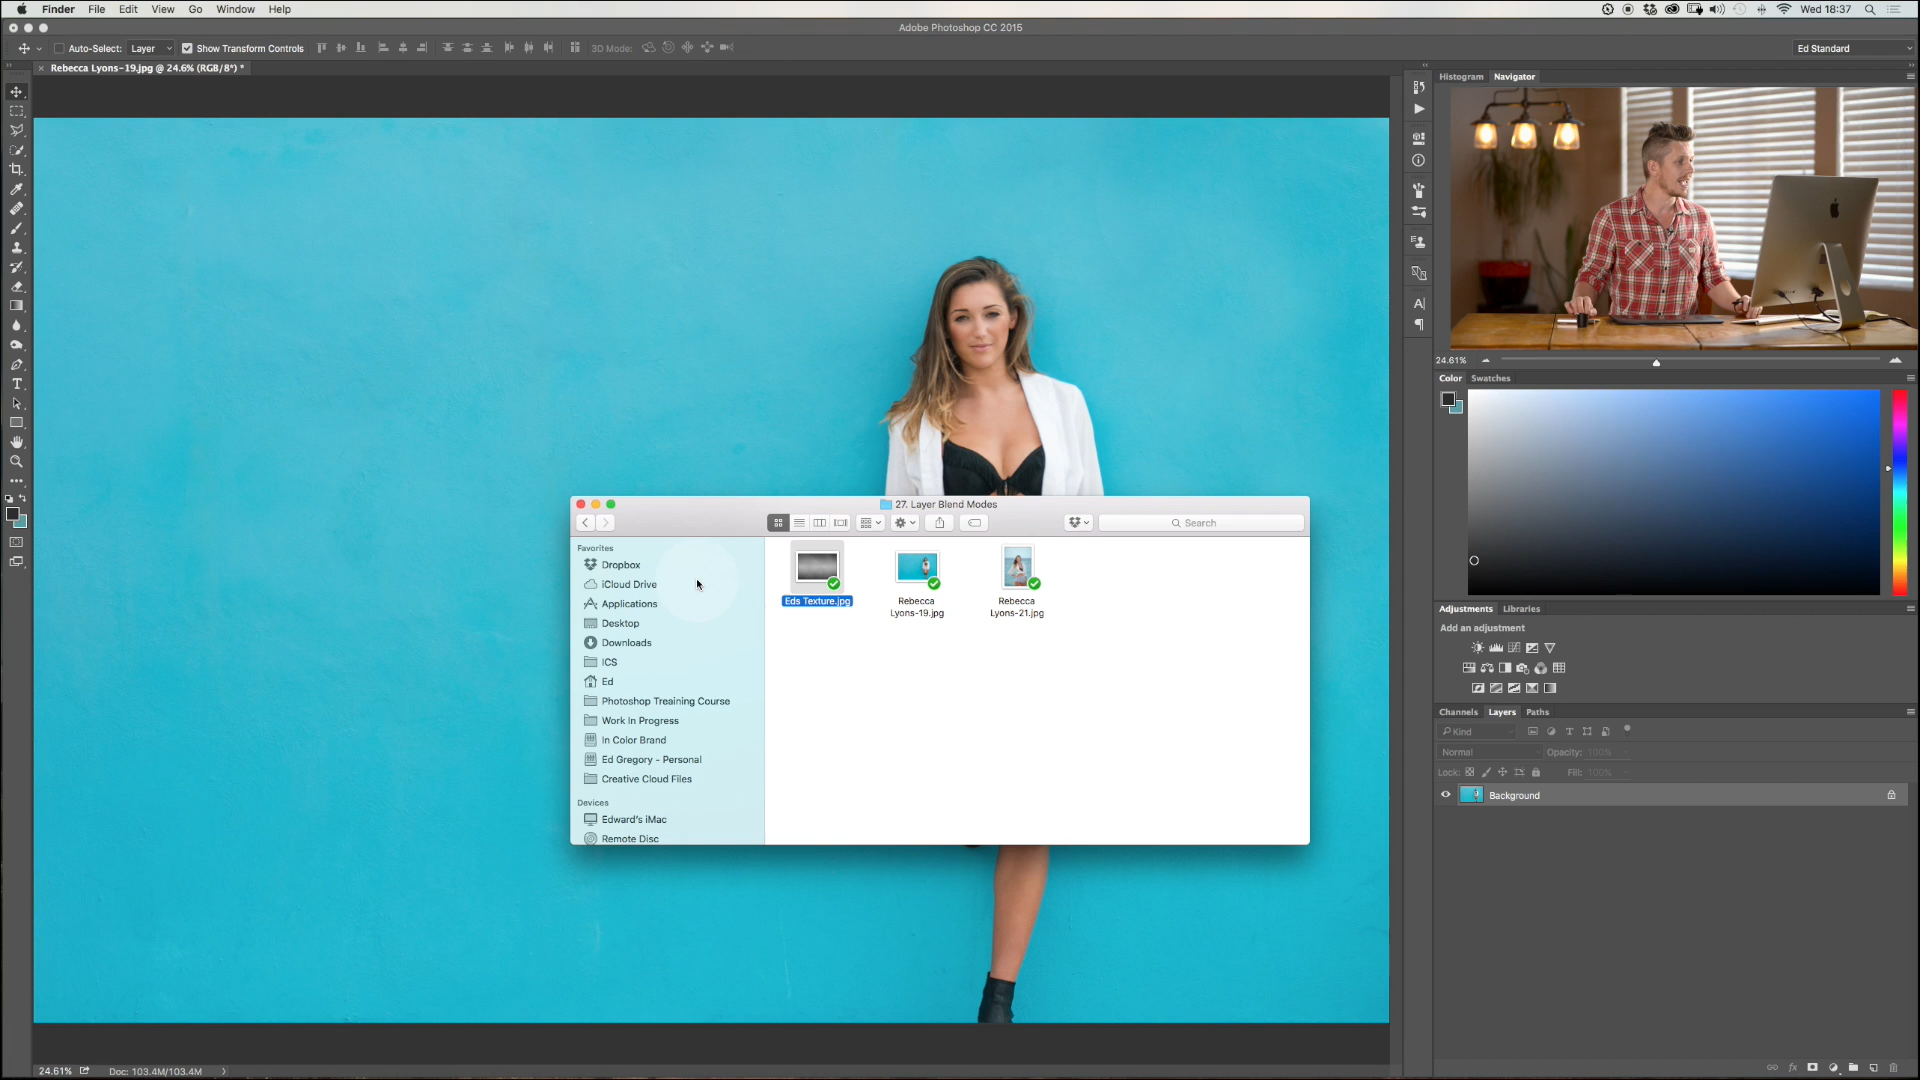 Finder File Edit View Go Window Help
Wed 18:37
Adobe Photoshop CC 2015
Auto-Select: Layer Show Transform Controls 3D Mode: Ed Standard
Rebecca Lyons-19.jpg @ 24.6% (RGB/8*) *
Histogram Navigator
24.61%
Color Swatches
27. Layer Blend Modes
Search
Favorites
Dropbox
iCloud Drive
Applications
Desktop
Downloads
ICS
Ed
Photoshop Treaining Course
Work In Progress
In Color Brand
Ed Gregory - Personal
Creative Cloud Files
Devices
Edward's iMac
Remote Disc
Eds Texture.jpg
Rebecca
Lyons-19.jpg
Rebecca
Lyons-21.jpg
Adjustments Libraries
Add an adjustment
Channels Layers Paths
Kind
Normal Opacity: 100%
Lock: Fill: 100%
Background
24.61% Doc: 103.4M/103.4M